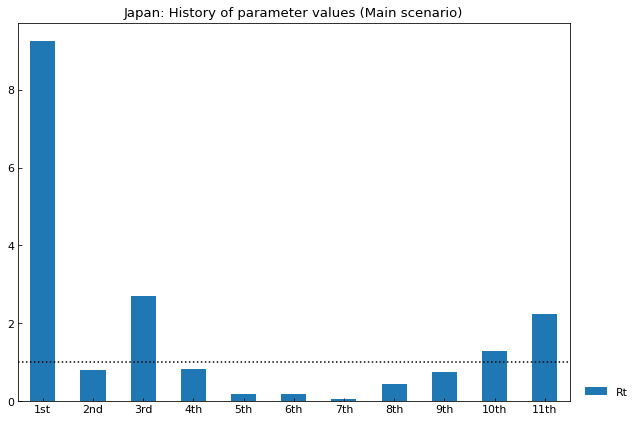 Japan: History of parameter values (Main scenario)
8
6
4
2
0
1st 2nd 3rd 4th 5th 6th 7th 8th 9th 10th 11th
Rt